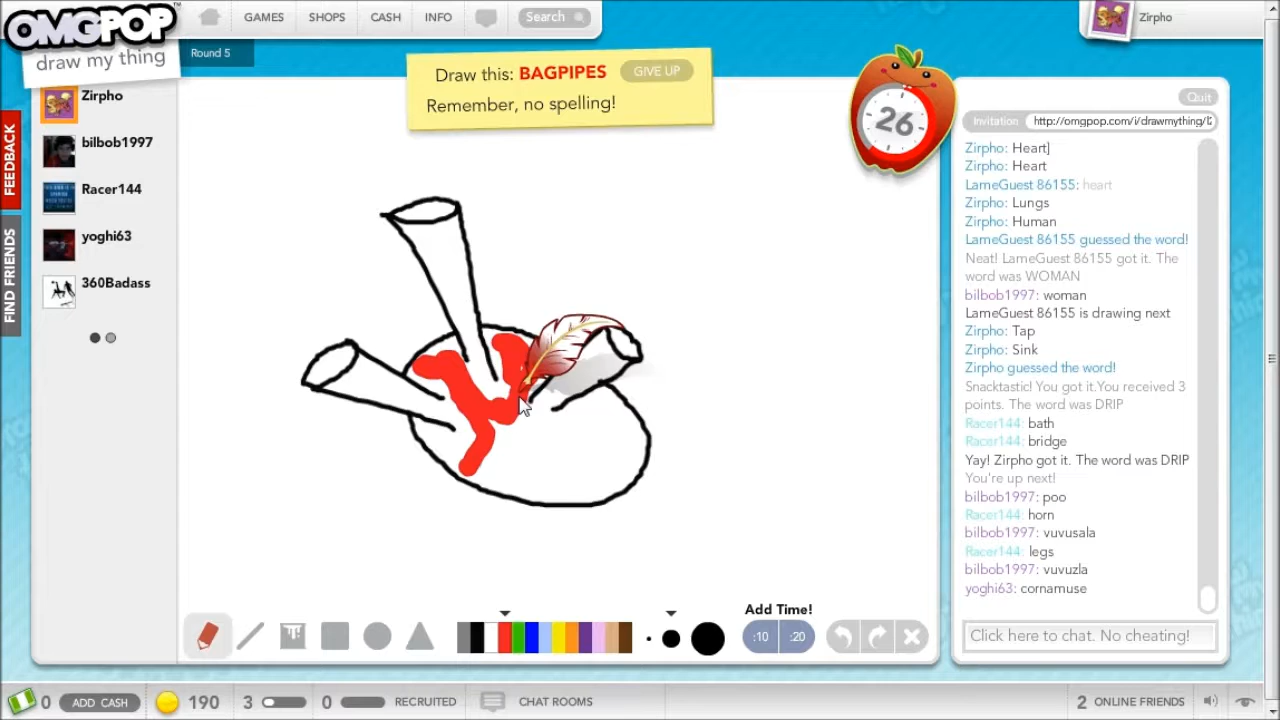 OMGPOP™
draw my thing
GAMES
SHOPS
CASH
INFO
Search
Zirpho
Round 5
Draw this: BAGPIPES
GIVE UP
Remember, no spelling!
26
FEEDBACK
FIND FRIENDS
Zirpho
bilbob1997
Racer144
yoghi63
360Badass
Quit
Invitation http://omgpop.com/i/drawmything/
Zirpho: Heart]
Zirpho: Heart
LameGuest 86155: heart
Zirpho: Lungs
Zirpho: Human
LameGuest 86155 guessed the word!
Neat! LameGuest 86155 got it. The
word was WOMAN
bilbob1997: woman
LameGuest 86155 is drawing next
Zirpho: Tap
Zirpho: Sink
Zirpho guessed the word!
Snacktastic! You got it.You received 3
points. The word was DRIP
Racer144: bath
Racer144: bridge
Yay! Zirpho got it. The word was DRIP
You're up next!
bilbob1997: poo
Racer144: horn
bilbob1997: vuvusala
Racer144: legs
bilbob1997: vuvuzla
yoghi63: cornamuse
Click here to chat. No cheating!
Add Time!
:10 :20
0 ADD CASH 190 3 0 RECRUITED CHAT ROOMS 2 ONLINE FRIENDS